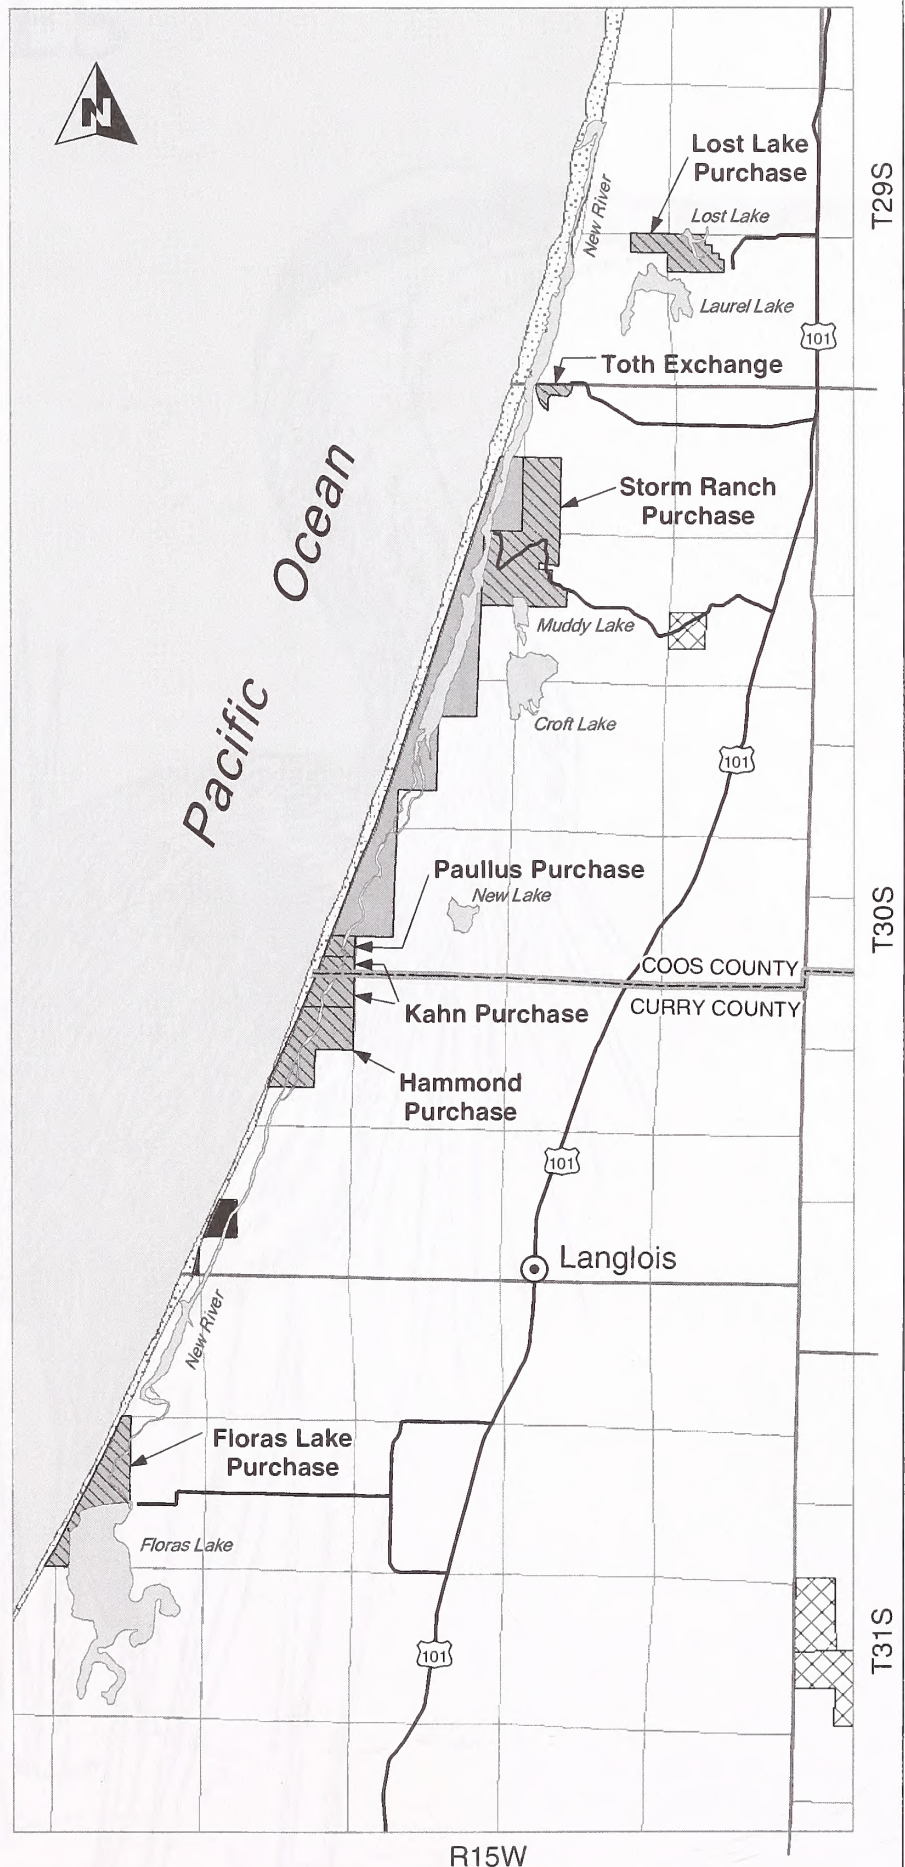 N
Lost Lake
Purchase
Lost Lake
T29S
New River
Laurel Lake
101
Toth Exchange
Pacific Ocean
Storm Ranch
Purchase
Muddy Lake
Croft Lake
101
Paullus Purchase
New Lake
T30S
COOS COUNTY
CURRY COUNTY
Kahn Purchase
Hammond
Purchase
101
Langlois
New River
Floras Lake
Purchase
Floras Lake
T31S
101
R15W